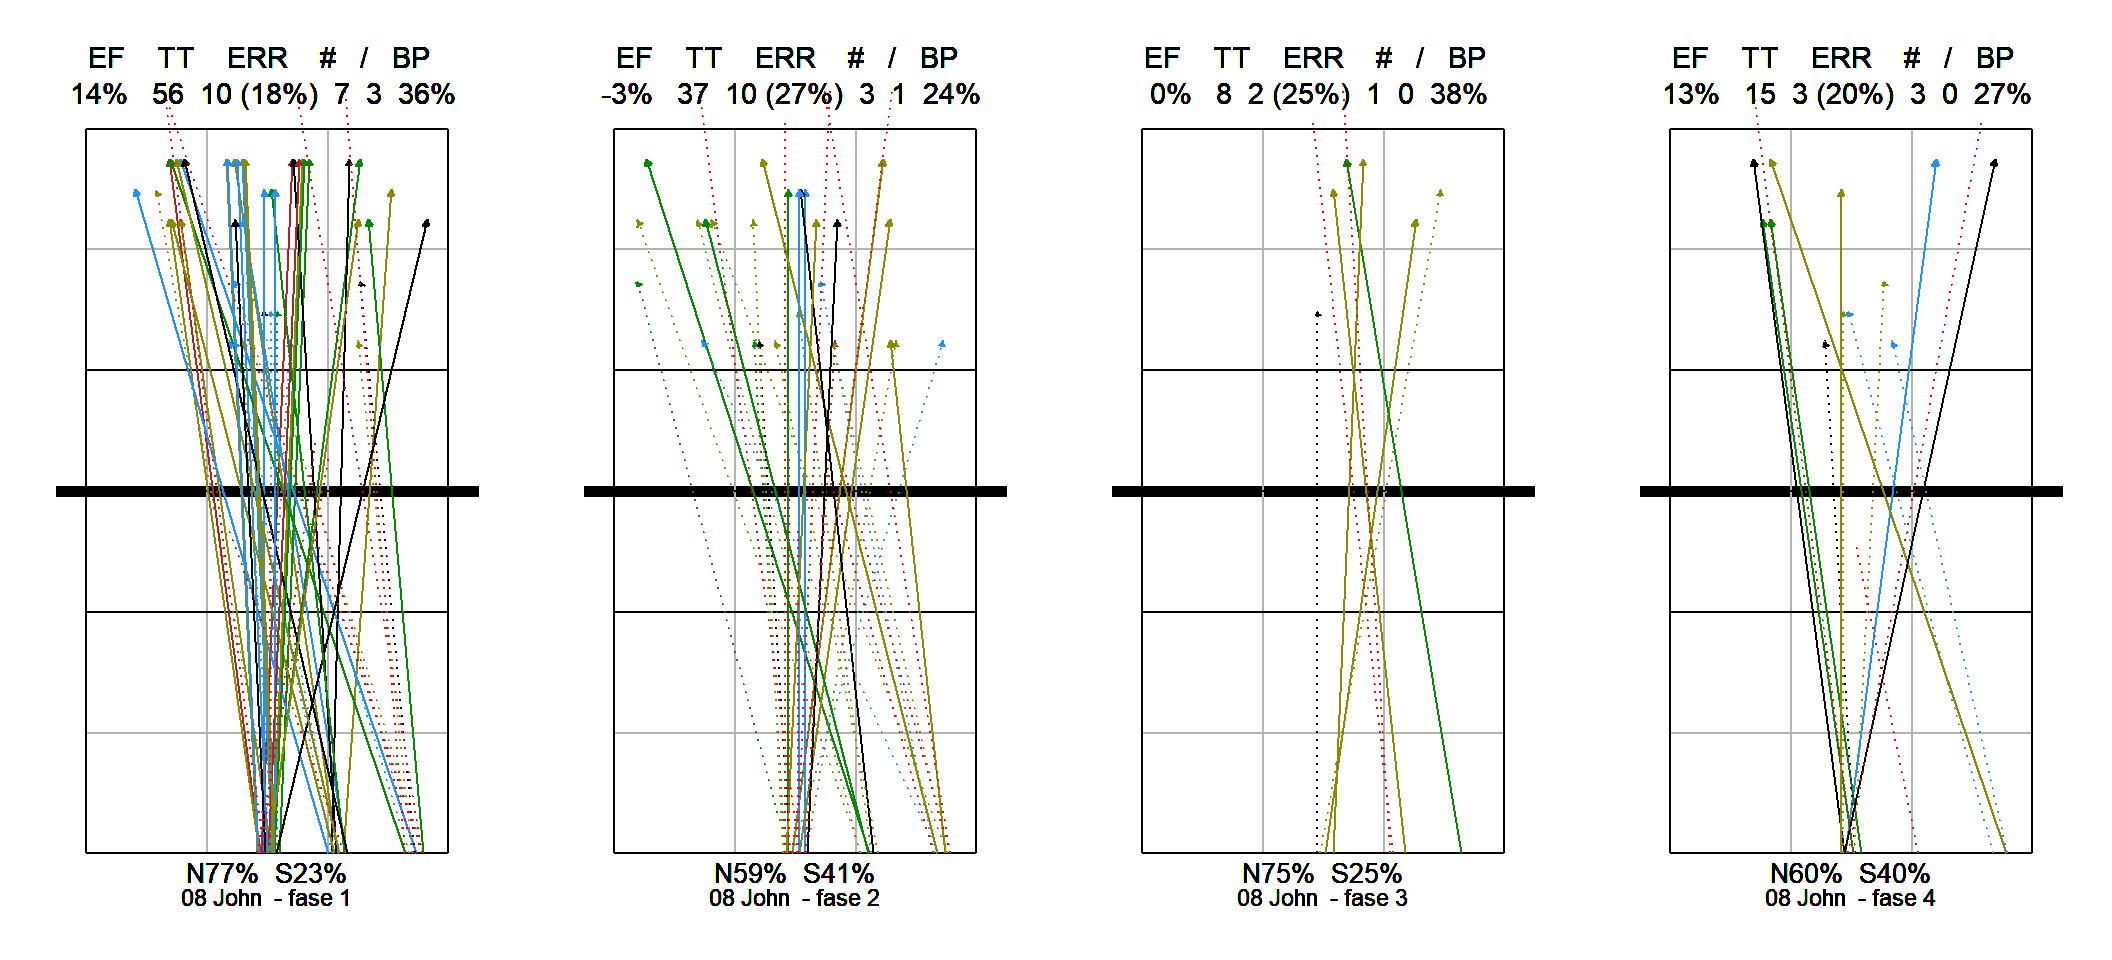 EF TT ERR # / BP
14% 56 10 (18%) 7 3 36%
N77% S23%
08 John - fase 1
EF TT ERR # / BP
-3% 37 10 (27%) 3 1 24%
N59% S41%
08 John - fase 2
EF TT ERR # / BP
0% 8 2 (25%) 1 0 38%
N75% S25%
08 John - fase 3
EF TT ERR # / BP
13% 15 3 (20%) 3 0 27%
N60% S40%
08 John - fase 4